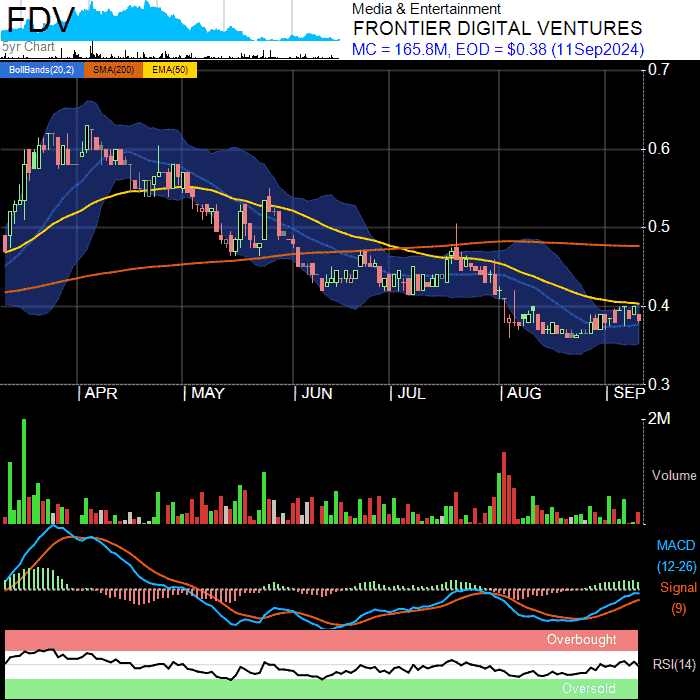 FDV
5yr Chart
Media & Entertainment
FRONTIER DIGITAL VENTURES
MC = 165.8M, EOD = $0.38 (11Sep2024)
BollBands(20,2) SMA(200) EMA(50)
0.7
0.6
0.5
0.4
0.3
APR MAY JUN JUL AUG SEP
2M
Volume
MACD
(12-26)
Signal
(9)
Overbought
RSI(14)
Oversold